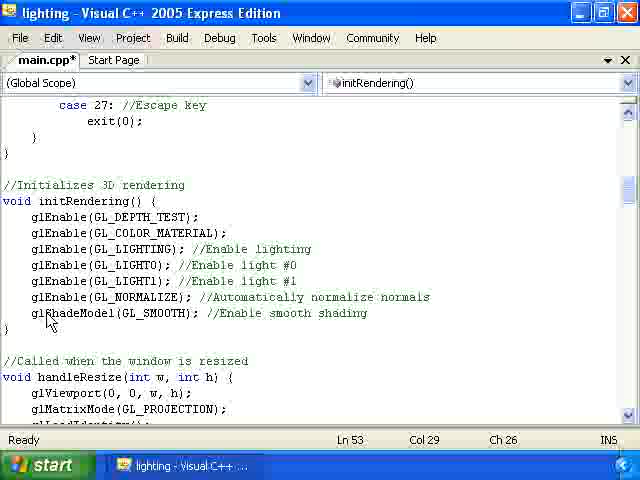 lighting - Visual C++ 2005 Express Edition
File Edit View Project Build Debug Tools Window Community Help
main.cpp* Start Page
(Global Scope) initRendering()
case 27: //Escape key
exit(0);
}
}
//Initializes 3D rendering
void initRendering() {
glEnable(GL_DEPTH_TEST);
glEnable(GL_COLOR_MATERIAL);
glEnable(GL_LIGHTING); //Enable lighting
glEnable(GL_LIGHT0); //Enable light #0
glEnable(GL_LIGHT1); //Enable light #1
glEnable(GL_NORMALIZE); //Automatically normalize normals
glShadeModel(GL_SMOOTH); //Enable smooth shading
}
//Called when the window is resized
void handleResize(int w, int h) {
glViewport(0, 0, w, h);
glMatrixMode(GL_PROJECTION);
glLoadIdentity();
Ready Ln 53 Col 29 Ch 26 INS
start lighting - Visual C++ ...